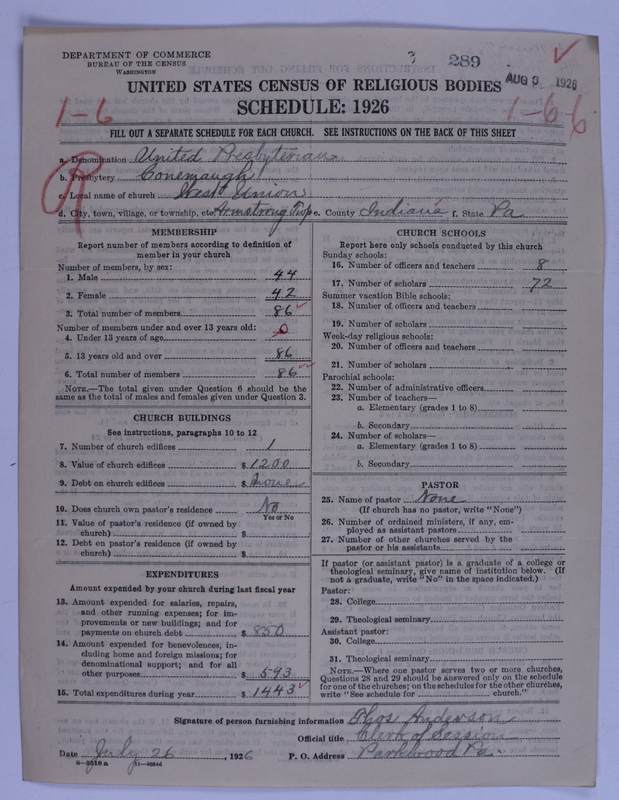 DEPARTMENT OF COMMERCE
BUREAU OF THE CENSUS
WASHINGTON
289
AUG 9 1926
UNITED STATES CENSUS OF RELIGIOUS BODIES
SCHEDULE: 1926
1-6
1-6-6
FILL OUT A SEPARATE SCHEDULE FOR EACH CHURCH. SEE INSTRUCTIONS ON THE BACK OF THIS SHEET
R
a. Denomination United Presbyterian
b. Presbytery Conemaugh
c. Local name of church West Union
d. City, town, village, or township, etc. Armstrong Twp e. County Indiana f. State Pa
MEMBERSHIP
Report number of members according to definition of
member in your church
Number of members, by sex:
1. Male 44
2. Female 42
3. Total number of members 86
Number of members under and over 13 years old:
4. Under 13 years of age 0
5. 13 years old and over 86
6. Total number of members 86
NOTE.—The total given under Question 6 should be the
same as the total of males and females given under Question 3.
CHURCH BUILDINGS
See instructions, paragraphs 10 to 12
7. Number of church edifices 1
8. Value of church edifices $ 1200
9. Debt on church edifices $ None
10. Does church own pastor's residence No
Yes or No
11. Value of pastor's residence (if owned by
church) $
12. Debt on pastor's residence (if owned by
church) $
EXPENDITURES
Amount expended by your church during last fiscal year
13. Amount expended for salaries, repairs,
and other running expenses; for im-
provements or new buildings; and for
payments on church debt $ 850
14. Amount expended for benevolences, in-
cluding home and foreign missions; for
denominational support; and for all
other purposes $ 593
15. Total expenditures during year $ 1443
CHURCH SCHOOLS
Report here only schools conducted by this church
Sunday schools:
16. Number of officers and teachers 8
17. Number of scholars 72
Summer vacation Bible schools:
18. Number of officers and teachers
19. Number of scholars
Week-day religious schools:
20. Number of officers and teachers
21. Number of scholars
Parochial schools:
22. Number of administrative officers
23. Number of teachers—
a. Elementary (grades 1 to 8)
b. Secondary
24. Number of scholars—
a. Elementary (grades 1 to 8)
b. Secondary
PASTOR
25. Name of pastor None
(If church has no pastor, write "None")
26. Number of ordained ministers, if any, em-
ployed as assistant pastors
27. Number of other churches served by the
pastor or his assistants
If pastor (or assistant pastor) is a graduate of a college or
theological seminary, give name of institution below. (If
not a graduate, write "No" in the space indicated.)
Pastor:
28. College
29. Theological seminary
Assistant pastor:
30. College
31. Theological seminary
NOTE.—Where one pastor serves two or more churches,
Questions 28 and 29 should be answered only on the schedule
for one of the churches; on the schedules for the other churches,
write "See schedule for church."
Signature of person furnishing information Thos Anderson
Official title Clerk of Session
Date July 26, 1926 P. O. Address Parkwood Pa.
8-5518a